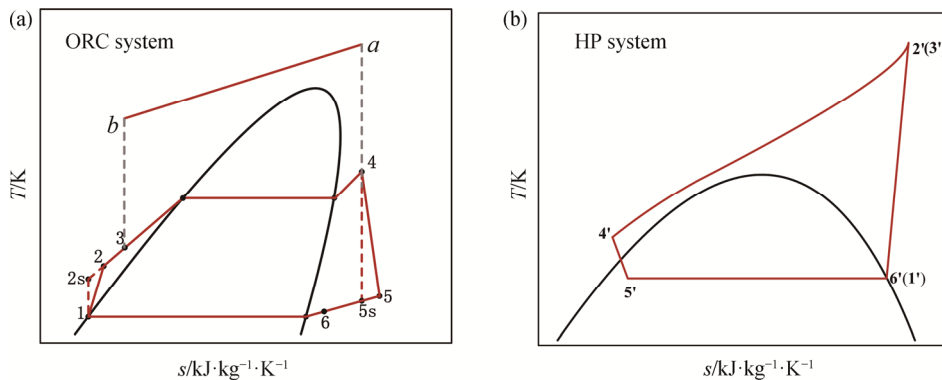 (a)
ORC system
a
b
4
3
2
2s
1
5
5s
6
T/K
s/kJ·kg⁻¹·K⁻¹
(b)
HP system
2'(3')
4'
5'
6'(1')
T/K
s/kJ·kg⁻¹·K⁻¹